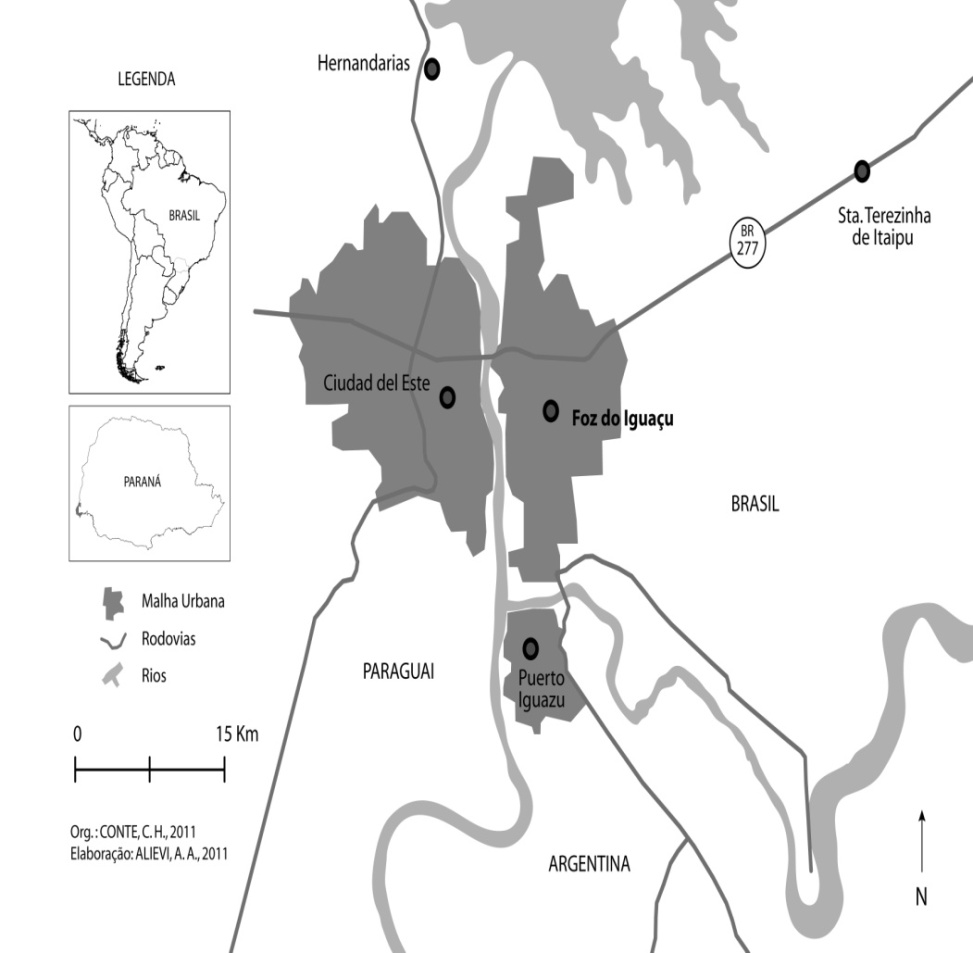 Hernandarias
LEGENDA
BRASIL
Sta. Terezinha
de Itaipu
BR
277
Ciudad del Este
Foz do Iguaçu
PARANÁ
BRASIL
Malha Urbana
Rodovias
Rios
PARAGUAI
Puerto
Iguazu
0 15 Km
Org.: CONTE, C. H., 2011
Elaboração: ALIEVI, A. A., 2011
ARGENTINA
N